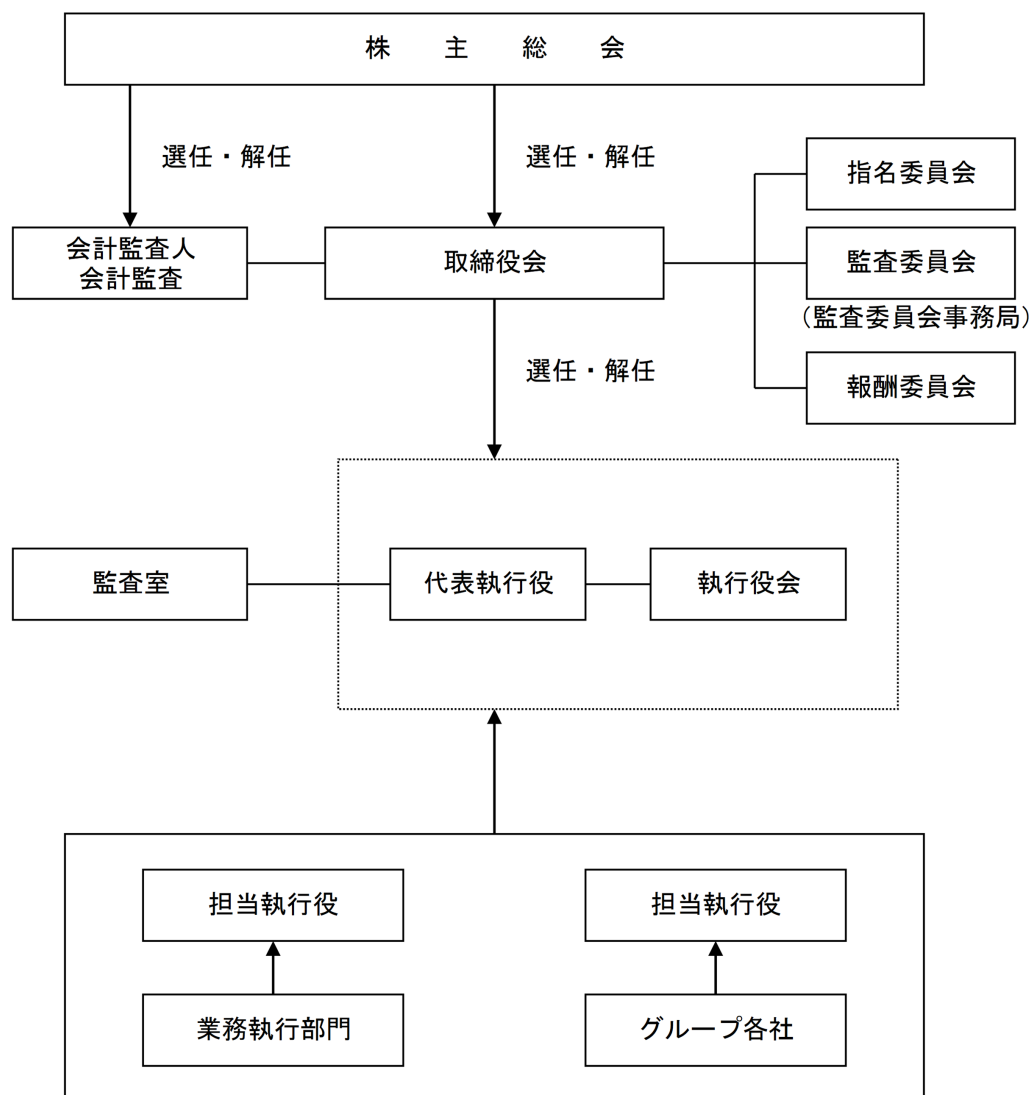 株主総会
選任・解任
選任・解任
指名委員会
会計監査人
会計監査
取締役会
監査委員会
（監査委員会事務局）
選任・解任
報酬委員会
監査室
代表執行役
執行役会
担当執行役
担当執行役
業務執行部門
グループ各社